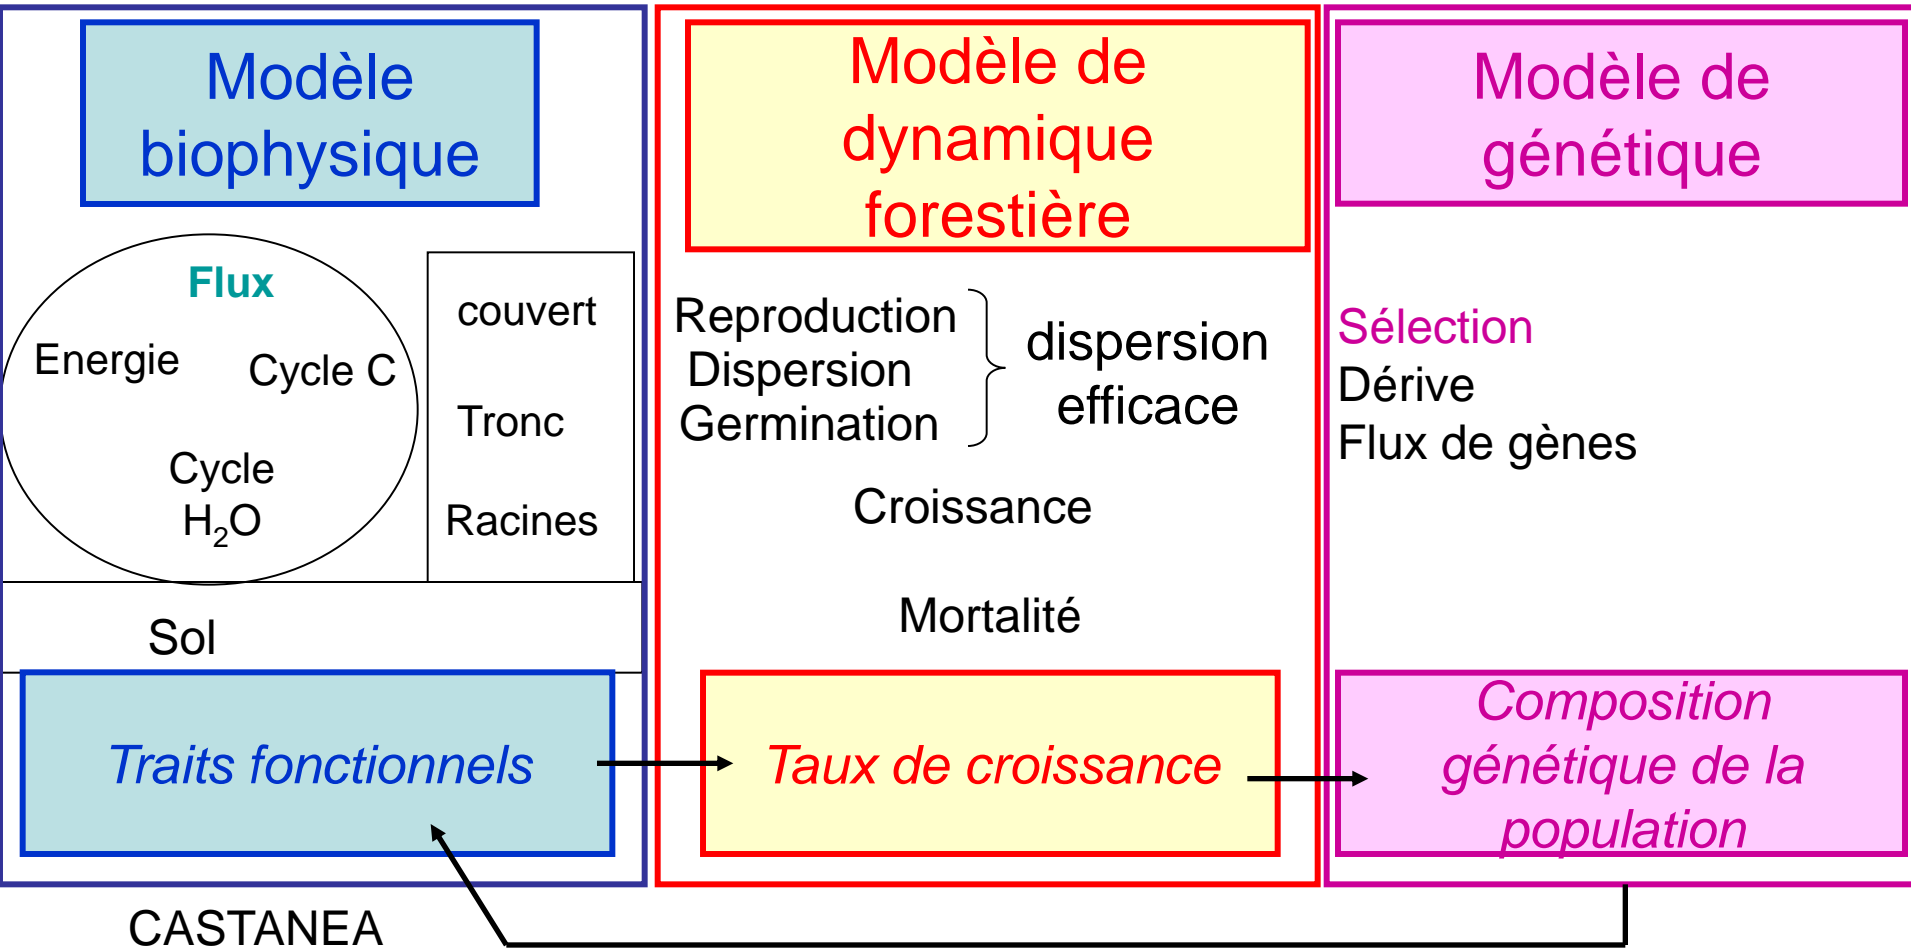 Modèle
biophysique
Flux
Energie
Cycle C
Cycle
H₂O
couvert
Tronc
Racines
Sol
Traits fonctionnels
CASTANEA
Modèle de
dynamique
forestière
Reproduction
Dispersion
Germination
dispersion
efficace
Croissance
Mortalité
Taux de croissance
Modèle de
génétique
Sélection
Dérive
Flux de gènes
Composition
génétique de la
population